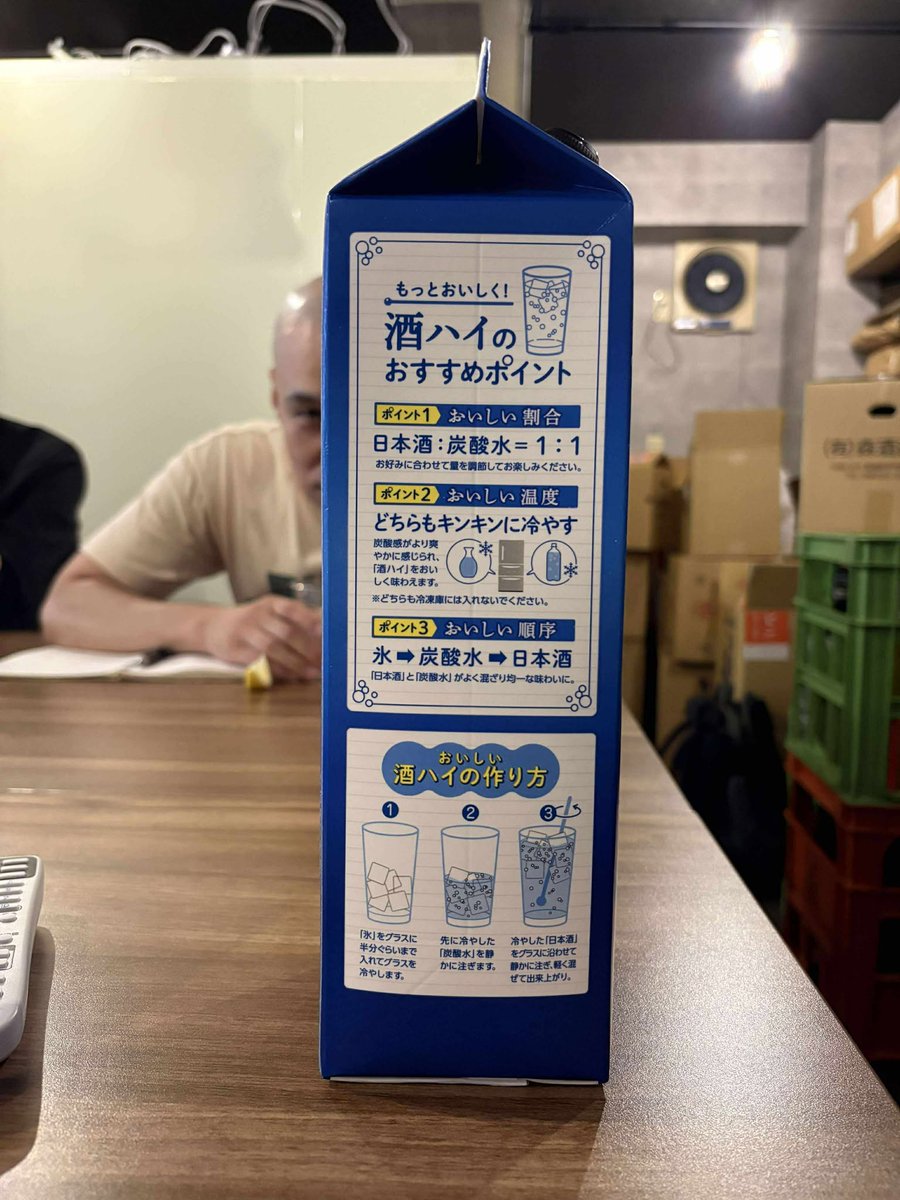 もっとおいしく!
酒ハイの
おすすめポイント
ポイント1 おいしい 割合
日本酒:炭酸水=1:1
お好みに合わせて量を調節してお楽しみください。
ポイント2 おいしい 温度
どちらもキンキンに冷やす
炭酸感がより爽
やかに感じられ、
「酒ハイ」をおい
しく味わえます。
※どちらも冷凍庫には入れないでください。
ポイント3 おいしい 順序
氷➡炭酸水➡日本酒
「日本酒」と「炭酸水」がよく混ざり均一な味わいに。
おいしい
酒ハイの作り方
1
「氷」をグラスに
半分ぐらいまで
入れてグラスを
冷やします。
2
先に冷やした
「炭酸水」を静
かに注ぎます。
3
冷やした「日本酒」
をグラスに沿わせて
静かに注ぎ、軽く混
ぜて出来上がり。